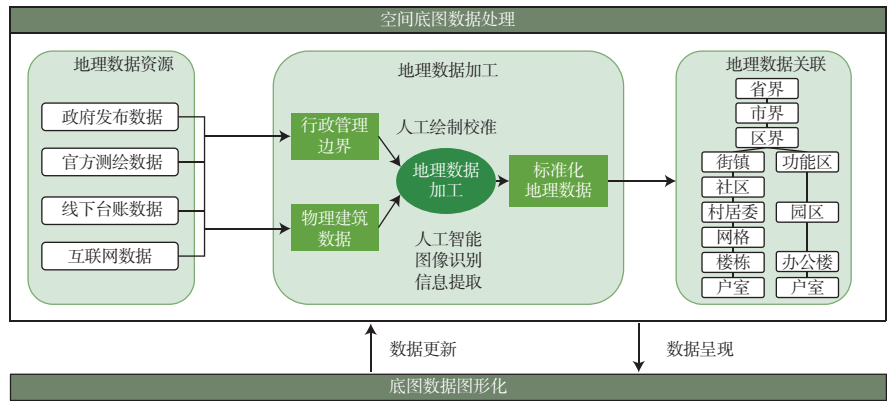 空间底图数据处理
地理数据资源
政府发布数据
官方测绘数据
线下台账数据
互联网数据
地理数据加工
行政管理
边界
物理建筑
数据
人工绘制校准
地理数据
加工
人工智能
图像识别
信息提取
标准化
地理数据
地理数据关联
省界
市界
区界
街镇
社区
村居委
网格
楼栋
户室
功能区
园区
办公楼
户室
数据更新
数据呈现
底图数据图形化